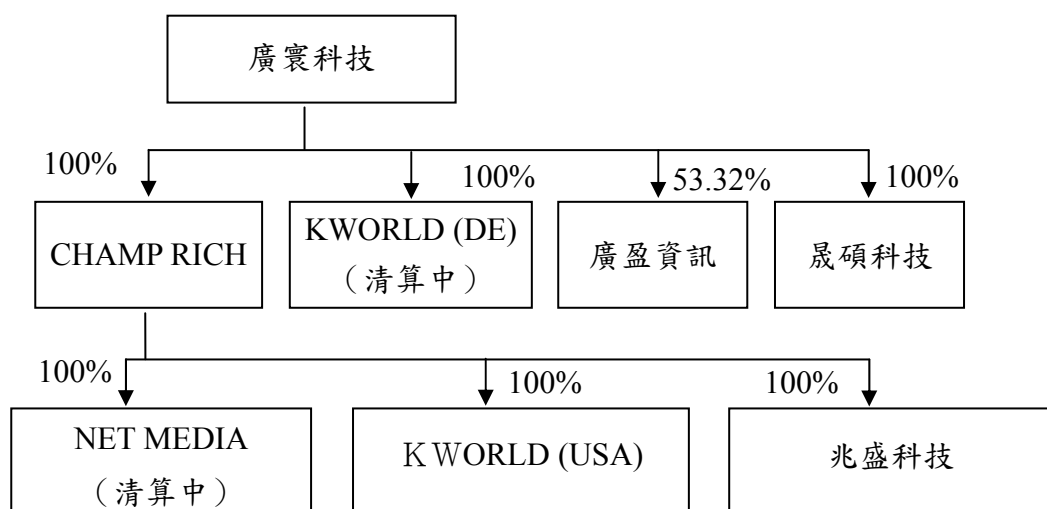 廣寰科技
100%
100%
53.32%
100%
CHAMP RICH
KWORLD (DE)
（清算中）
廣盈資訊
晟碩科技
100%
100%
100%
NET MEDIA
（清算中）
ＫＷORLD (USA)
兆盛科技